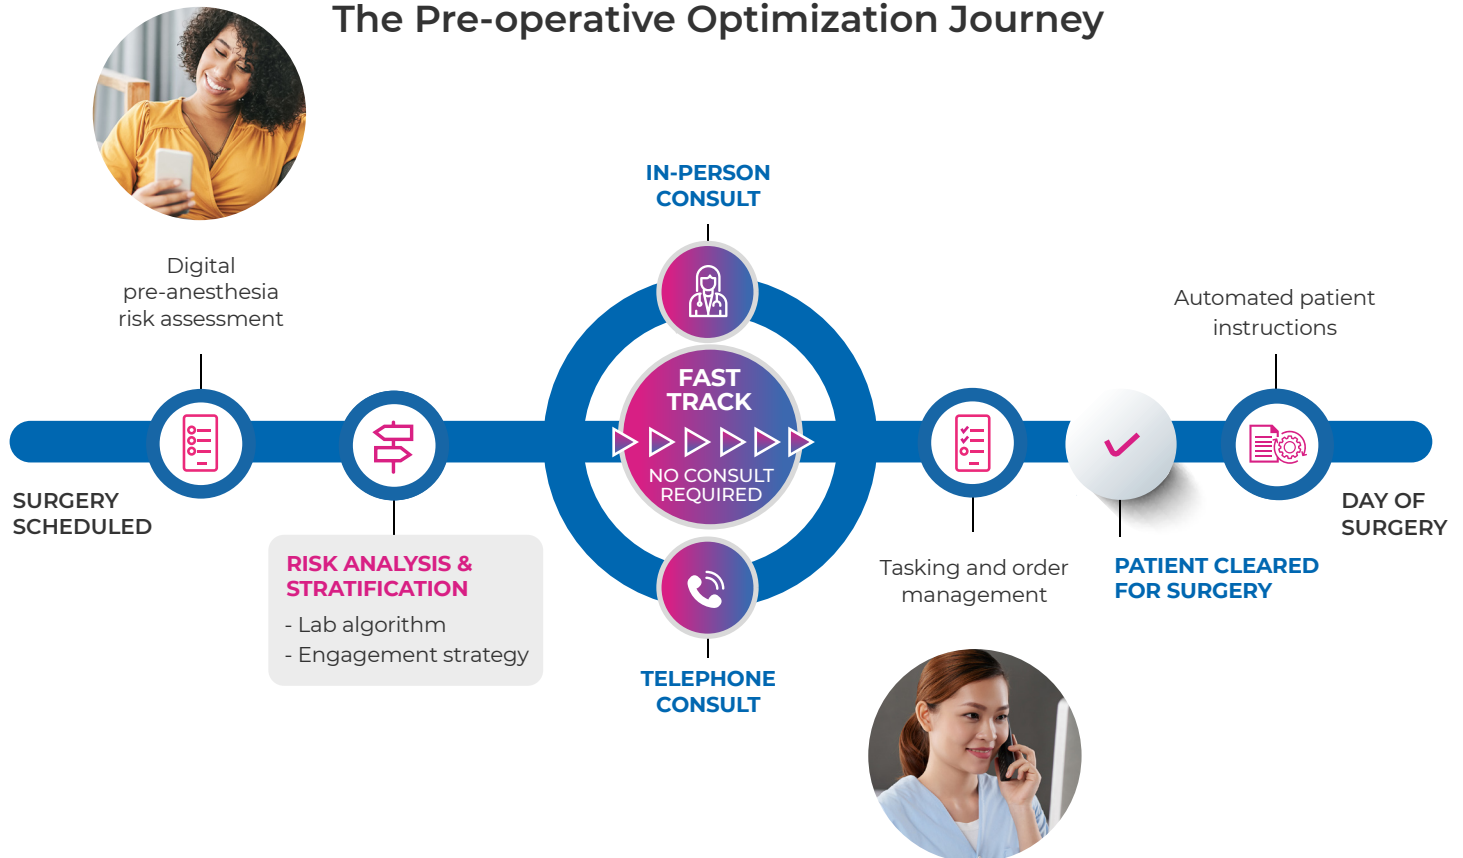 The Pre-operative Optimization Journey
Digital
pre-anesthesia
risk assessment
SURGERY
SCHEDULED
RISK ANALYSIS &
STRATIFICATION
- Lab algorithm
- Engagement strategy
IN-PERSON
CONSULT
FAST
TRACK
NO CONSULT
REQUIRED
TELEPHONE
CONSULT
Tasking and order
management
PATIENT CLEARED
FOR SURGERY
Automated patient
instructions
DAY OF
SURGERY